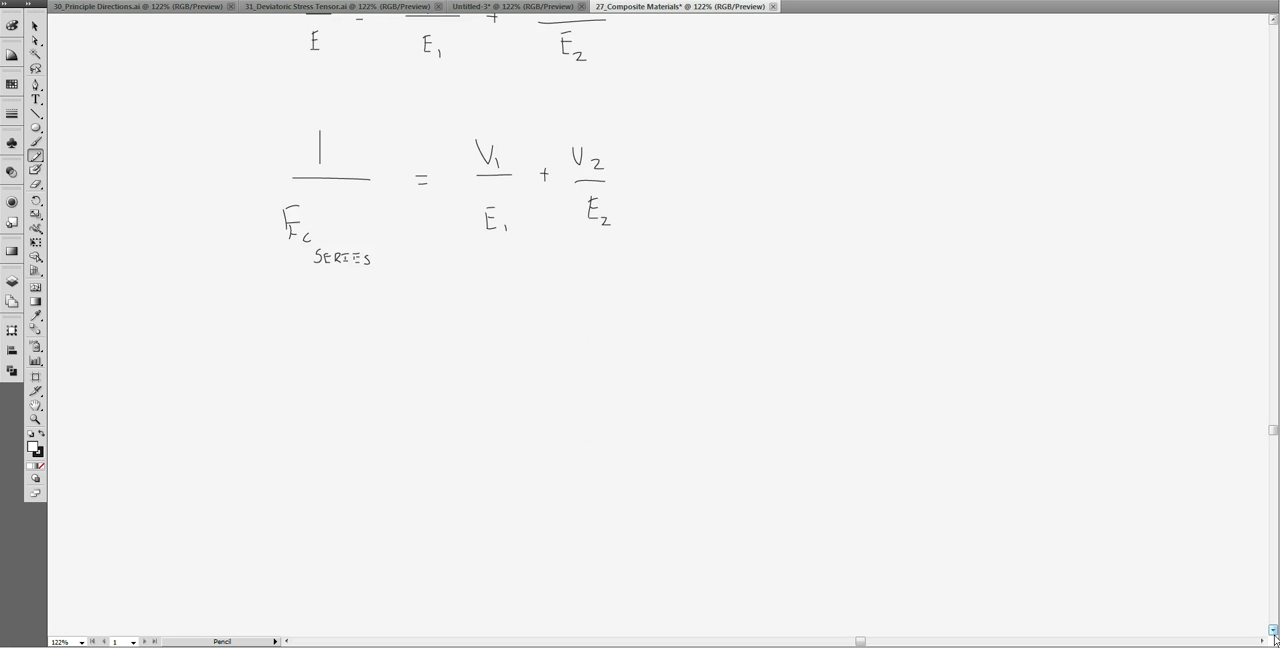 30_Principle Directions.ai @ 122% (RGB/Preview) 31_Deviatoric Stress Tensor.ai @ 122% (RGB/Preview) Untitled-3* @ 122% (RGB/Preview) 27_Composite Materials* @ 122% (RGB/Preview)
= +
E E1 E2
1 = V1 + V2
Ec E1 E2
SERIES
122% 1 Pencil